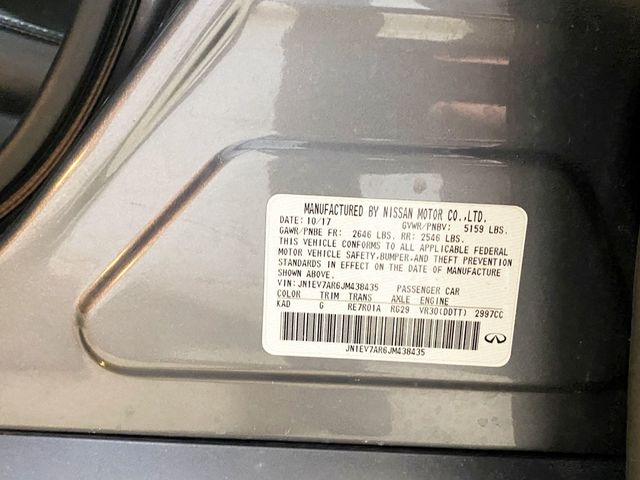 MANUFACTURED BY NISSAN MOTOR CO.,LTD.
DATE: 10/17 GVWR/PNBV: 5159 LBS.
GAWR/PNBE FR: 2646 LBS. RR: 2546 LBS.
THIS VEHICLE CONFORMS TO ALL APPLICABLE FEDERAL
MOTOR VEHICLE SAFETY,BUMPER,AND THEFT PREVENTION
STANDARDS IN EFFECT ON THE DATE OF MANUFACTURE
SHOWN ABOVE.
VIN: JN1EV7AR6JM438435 PASSENGER CAR
COLOR TRIM TRANS AXLE ENGINE
KAD G RE7R01A RG29 VR30(DDTT) 2997CC
JN1EV7AR6JM438435